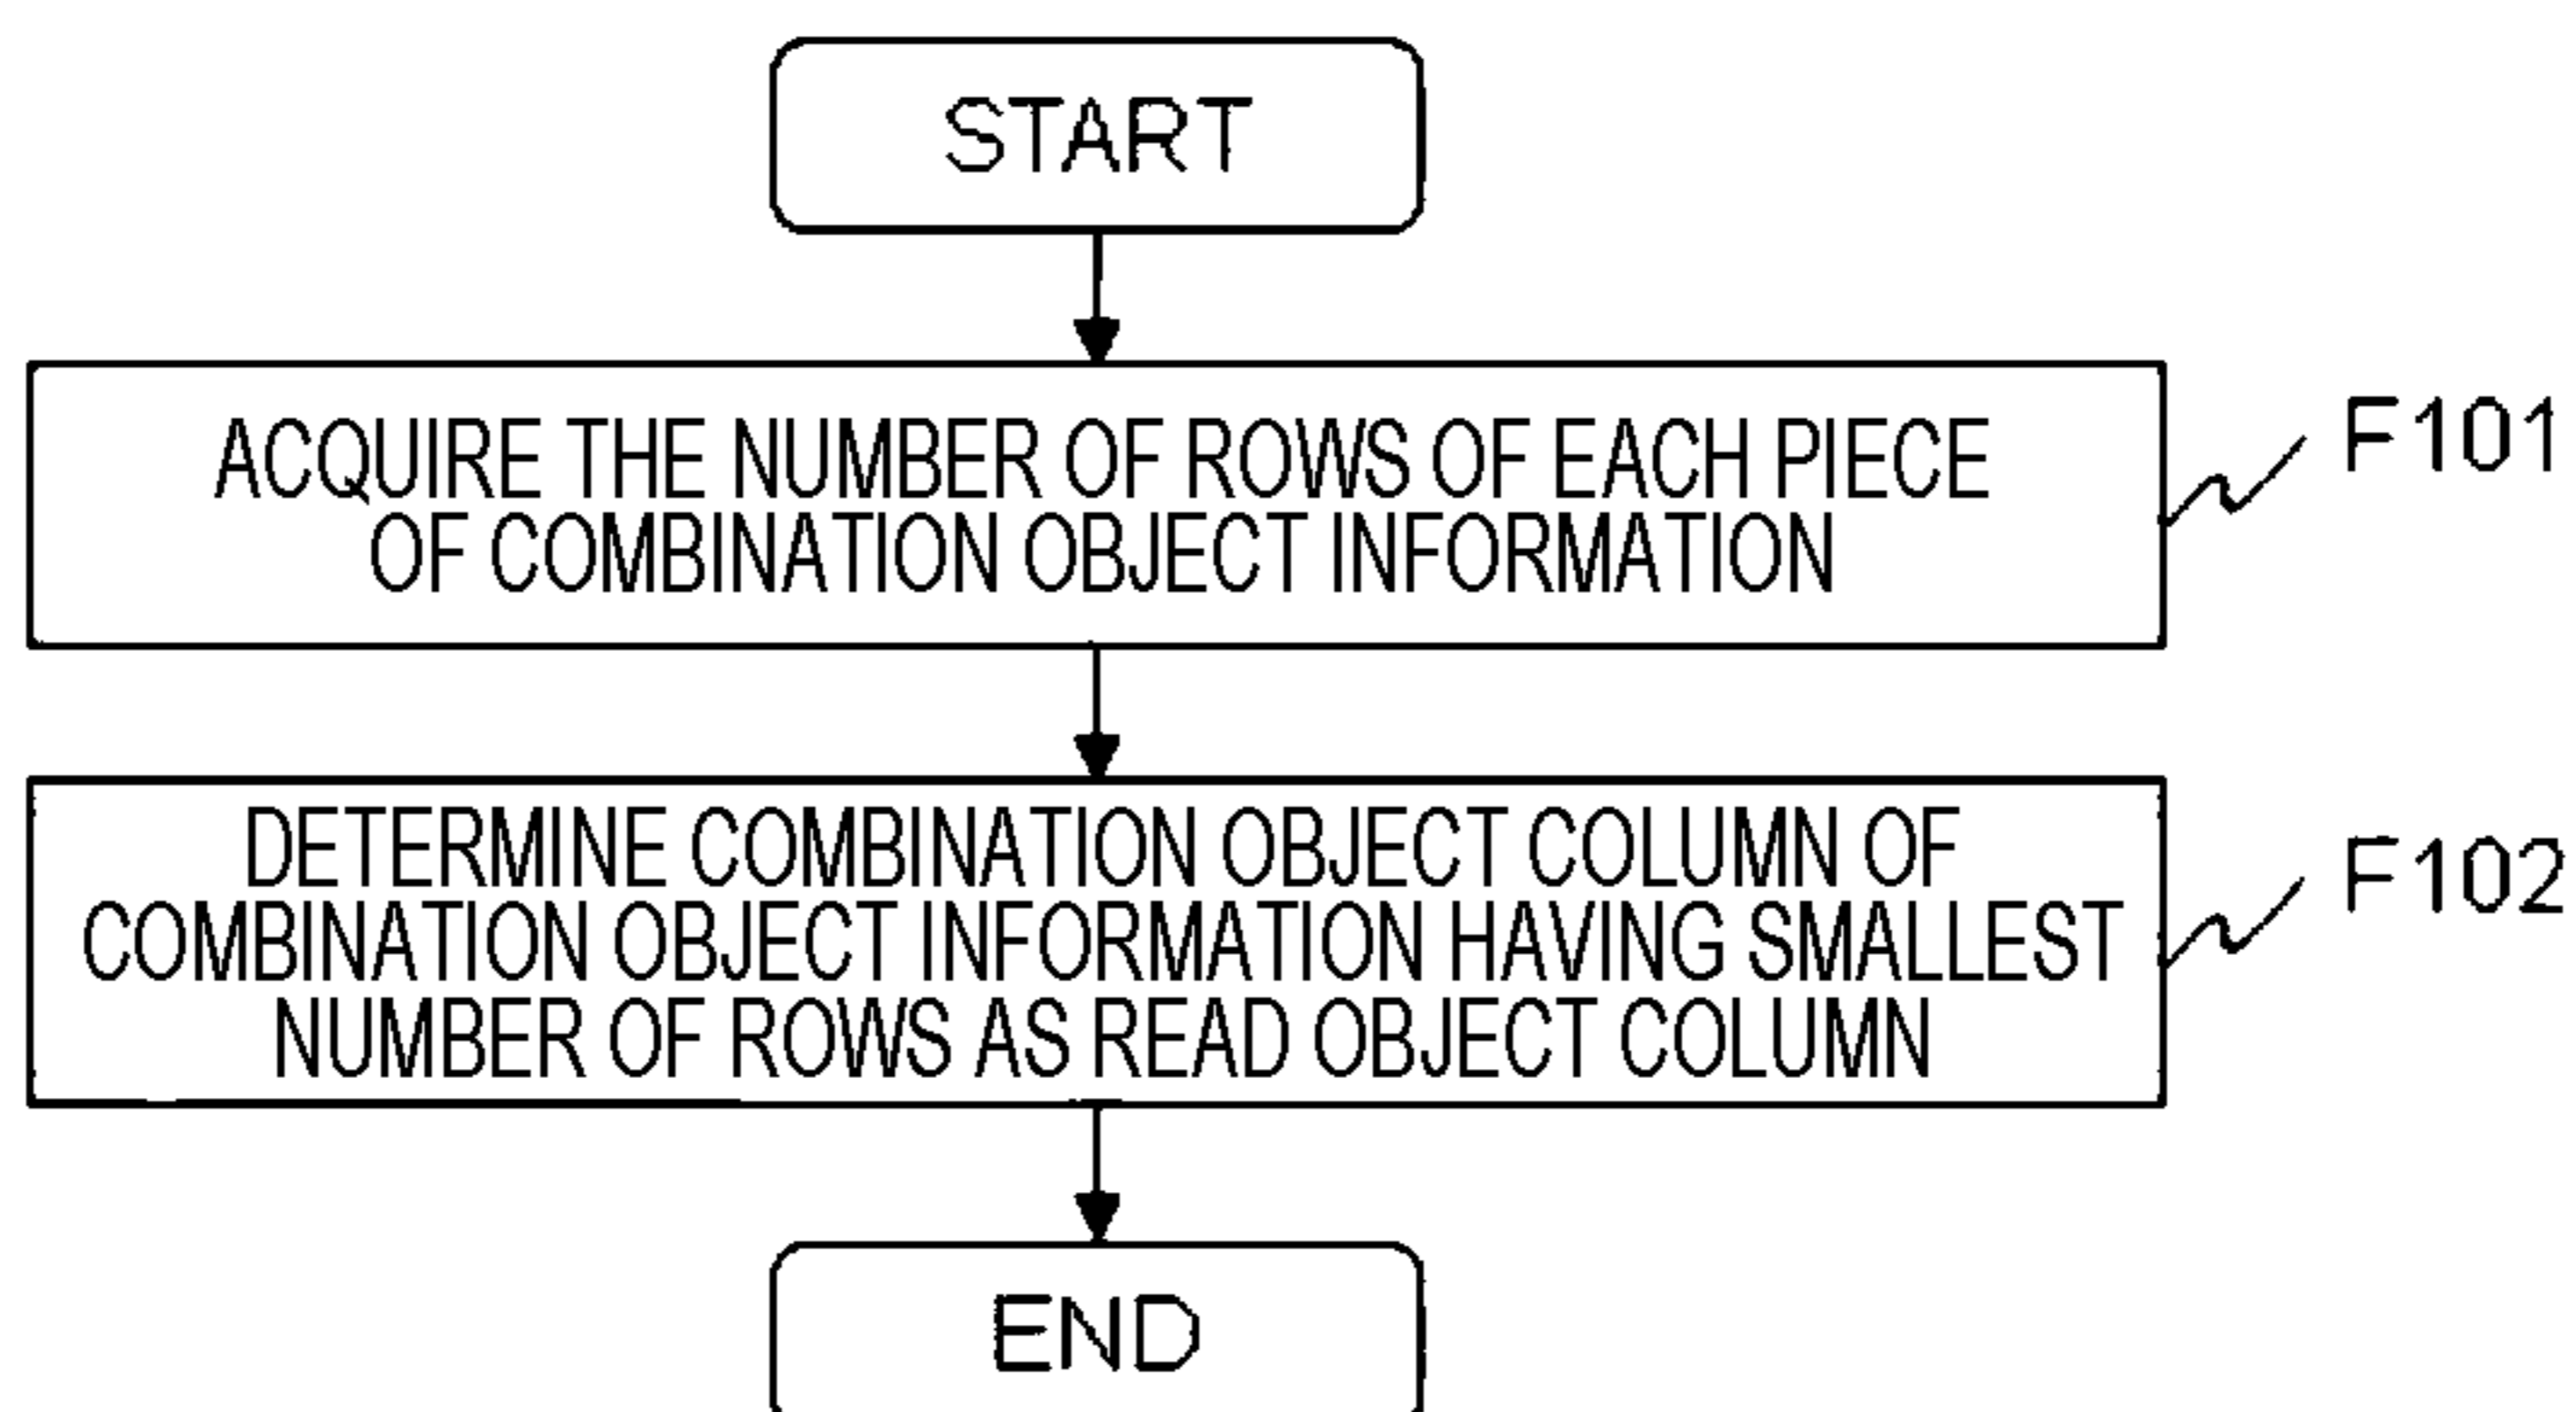 START
ACQUIRE THE NUMBER OF ROWS OF EACH PIECE
OF COMBINATION OBJECT INFORMATION
F101
DETERMINE COMBINATION OBJECT COLUMN OF
COMBINATION OBJECT INFORMATION HAVING SMALLEST
NUMBER OF ROWS AS READ OBJECT COLUMN
F102
END